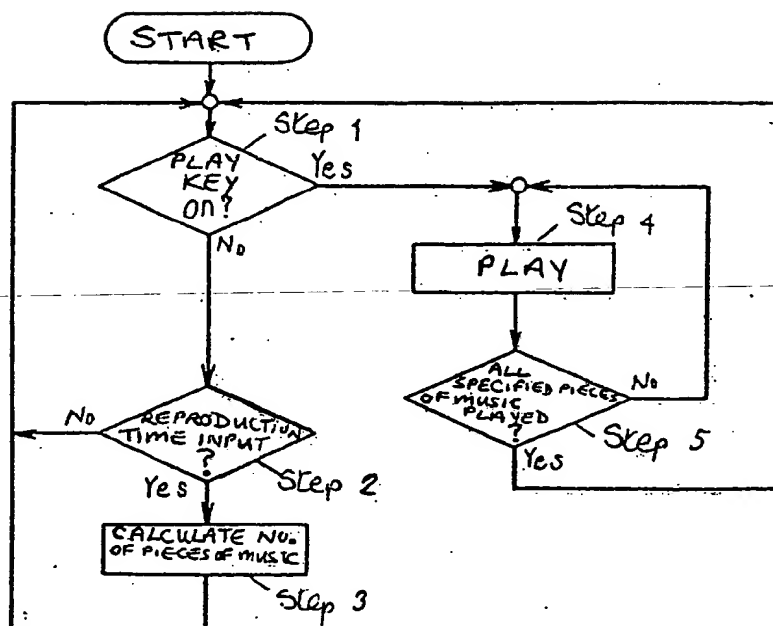 START
Step 1
PLAY
KEY
ON?
Yes
No
Step 4
PLAY
ALL
SPECIFIED PIECES
OF MUSIC
PLAYED
?
No
Step 5
Yes
No
REPRODUCTION
TIME INPUT
?
Yes
Step 2
CALCULATE NO.
OF PIECES OF MUSIC
Step 3